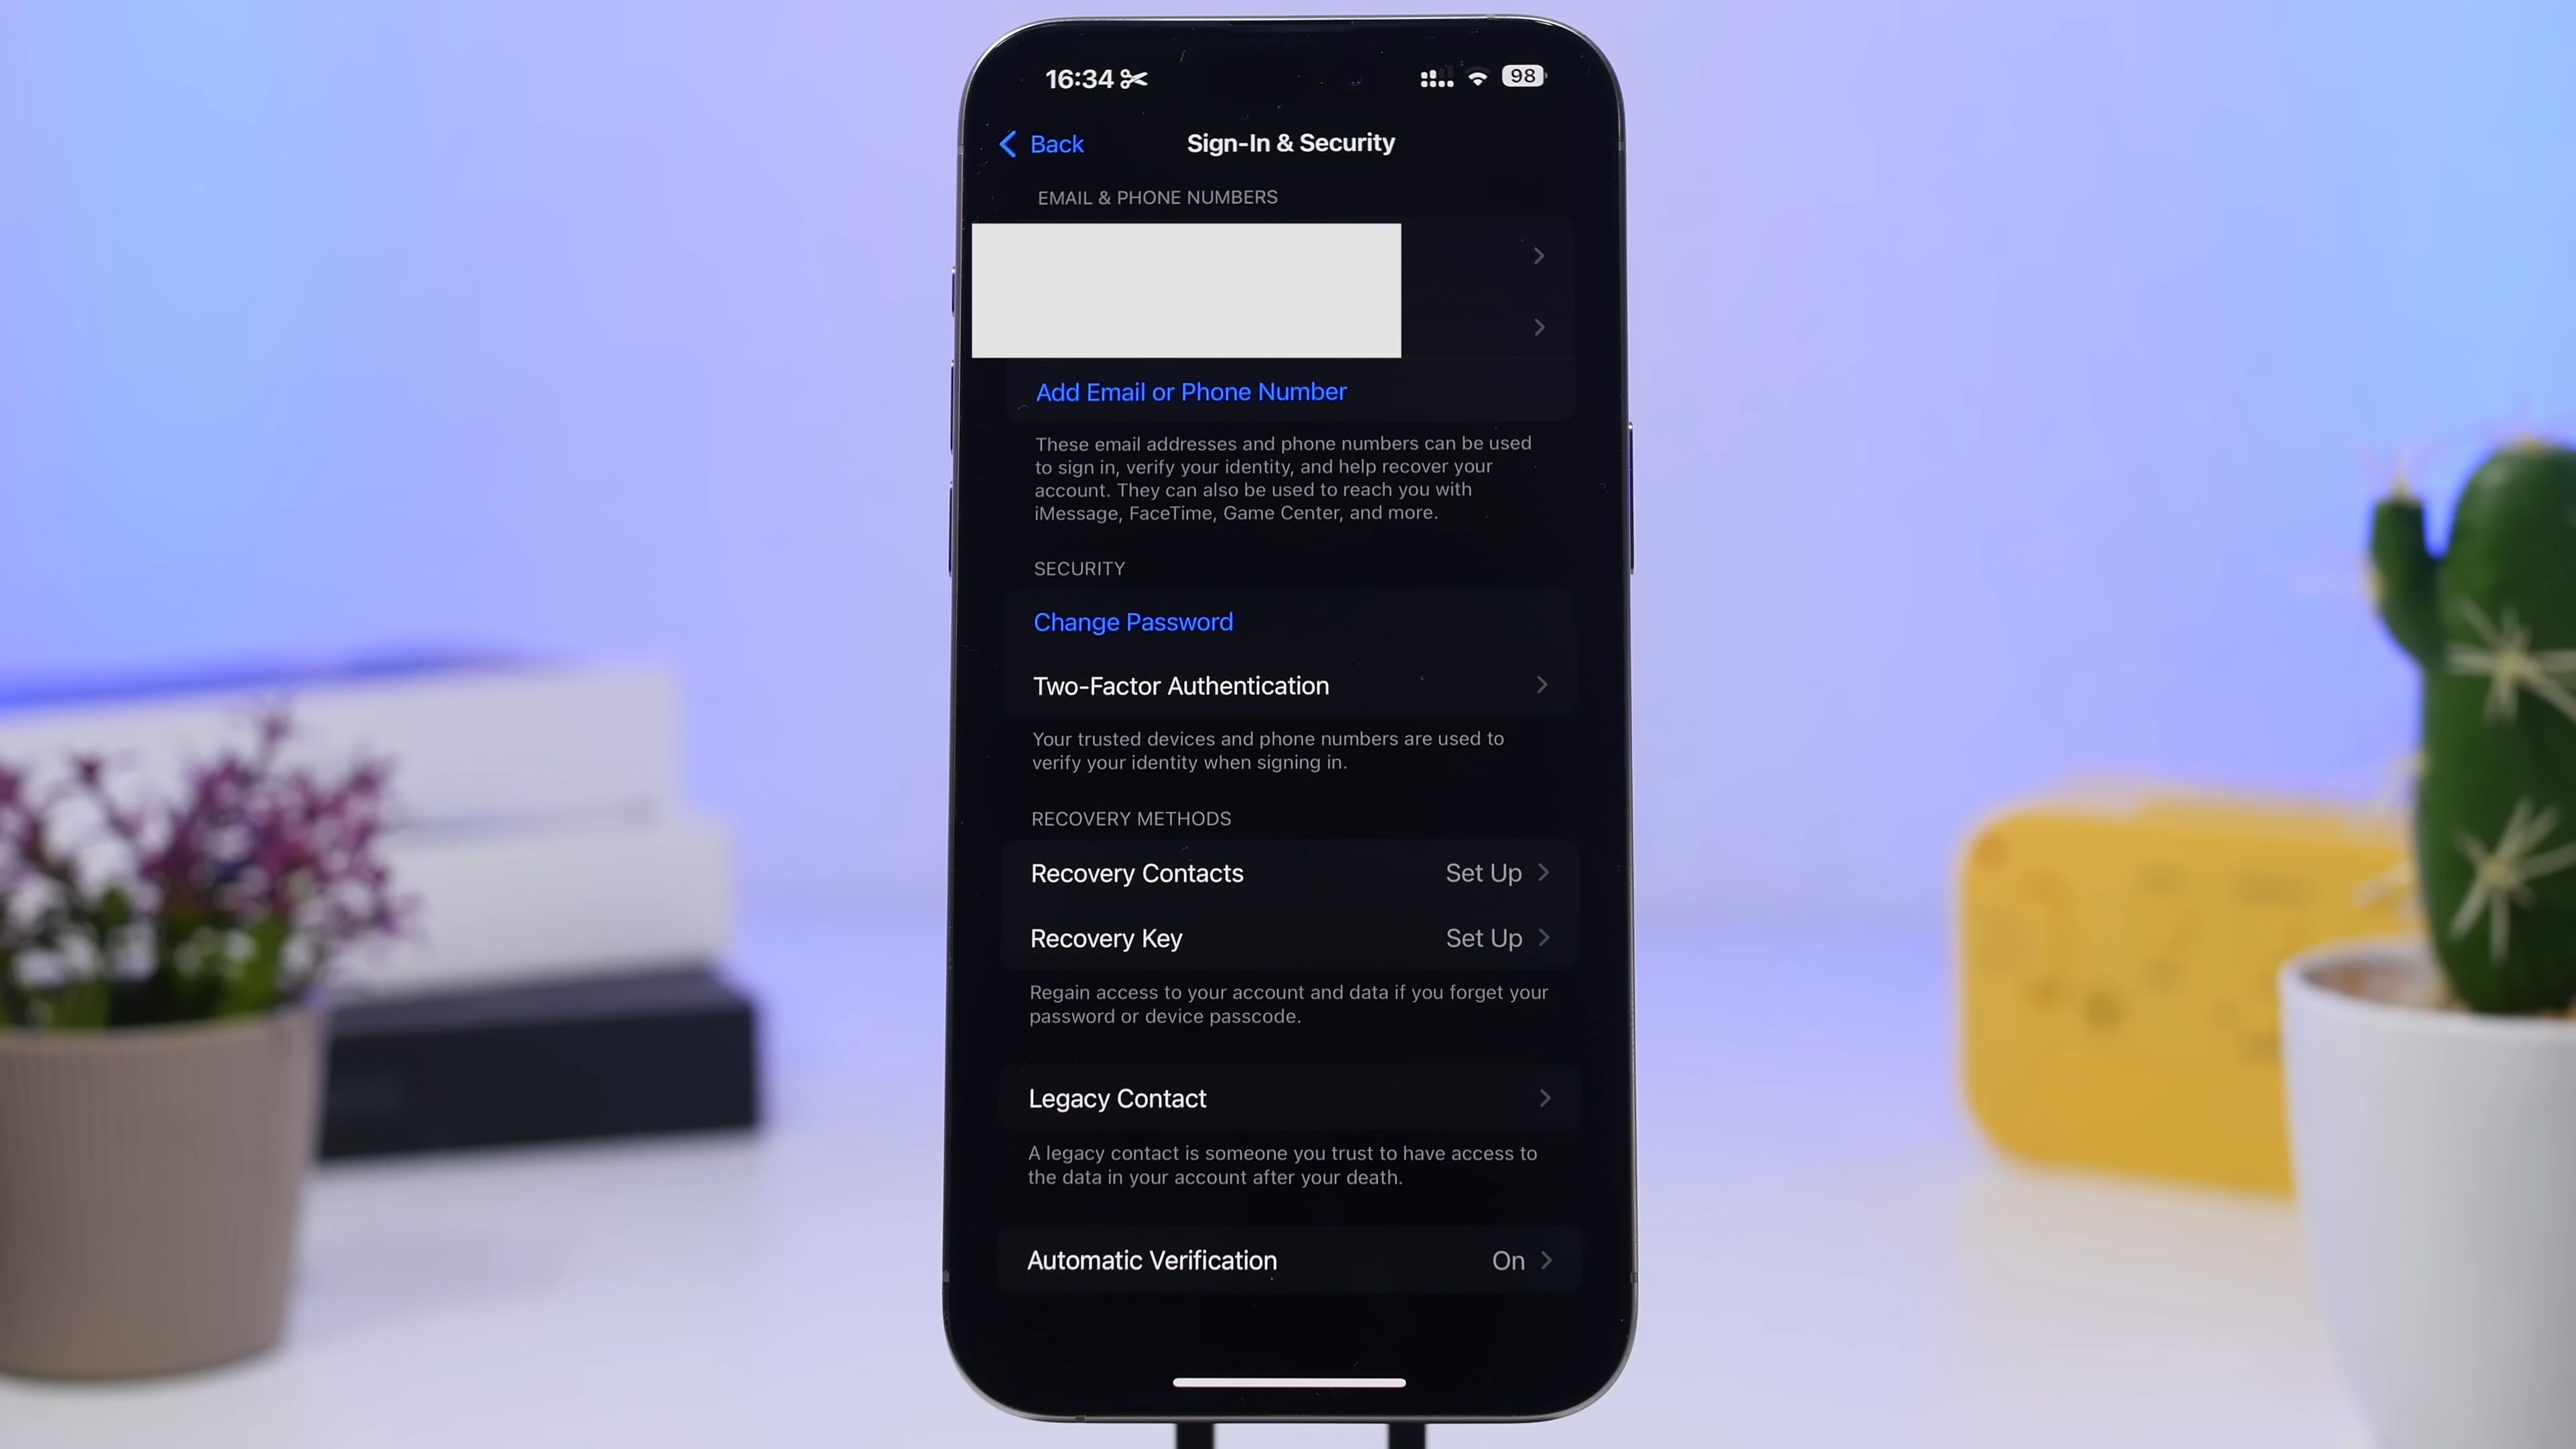 16:34
98
Back
Sign-In & Security
EMAIL & PHONE NUMBERS
Add Email or Phone Number
These email addresses and phone numbers can be used
to sign in, verify your identity, and help recover your
account. They can also be used to reach you with
iMessage, FaceTime, Game Center, and more.
SECURITY
Change Password
Two-Factor Authentication
Your trusted devices and phone numbers are used to
verify your identity when signing in.
RECOVERY METHODS
Recovery Contacts Set Up
Recovery Key Set Up
Regain access to your account and data if you forget your
password or device passcode.
Legacy Contact
A legacy contact is someone you trust to have access to
the data in your account after your death.
Automatic Verification On